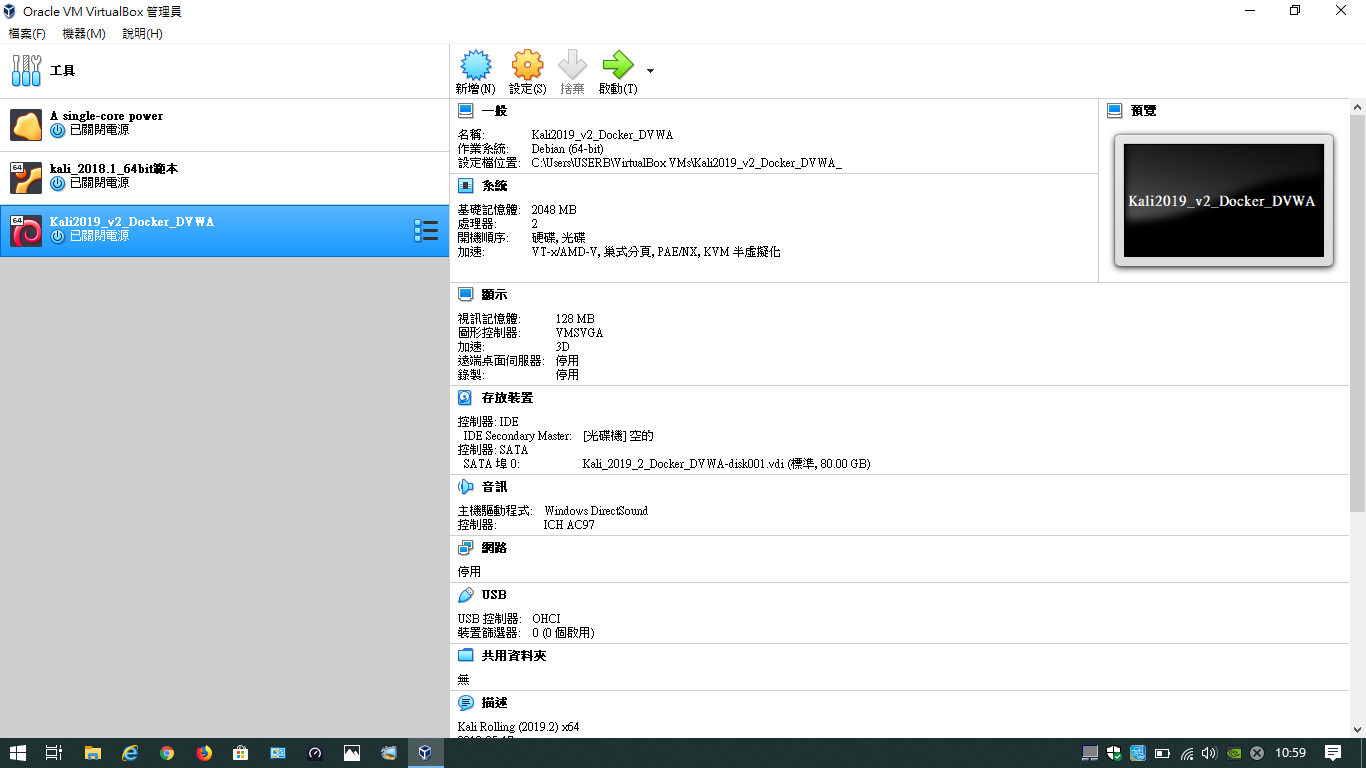 Oracle VM VirtualBox 管理員
檔案(F) 機器(M) 說明(H)
工具
A single-core power
已關閉電源
64
kali_2018.1_64bit範本
已關閉電源
64
Kali2019_v2_Docker_DVWA
已關閉電源
新增(N) 設定(S) 捨棄 啟動(T)
一般
名稱: Kali2019_v2_Docker_DVWA
作業系統: Debian (64-bit)
設定檔位置: C:\Users\USERB\VirtualBox VMs\Kali2019_v2_Docker_DVWA_
預覽
Kali2019_v2_Docker_DVWA
系統
基礎記憶體: 2048 MB
處理器: 2
開機順序: 硬碟, 光碟
加速: VT-x/AMD-V, 巢式分頁, PAE/NX, KVM 半虛擬化
顯示
視訊記憶體: 128 MB
圖形控制器: VMSVGA
加速: 3D
遠端桌面伺服器: 停用
錄製: 停用
存放裝置
控制器: IDE
IDE Secondary Master: [光碟機] 空的
控制器: SATA
SATA 埠 0: Kali_2019_2_Docker_DVWA-disk001.vdi (標準, 80.00 GB)
音訊
主機驅動程式: Windows DirectSound
控制器: ICH AC97
網路
停用
USB
USB 控制器: OHCI
裝置篩選器: 0 (0 個啟用)
共用資料夾
無
描述
Kali Rolling (2019.2) x64
10:59